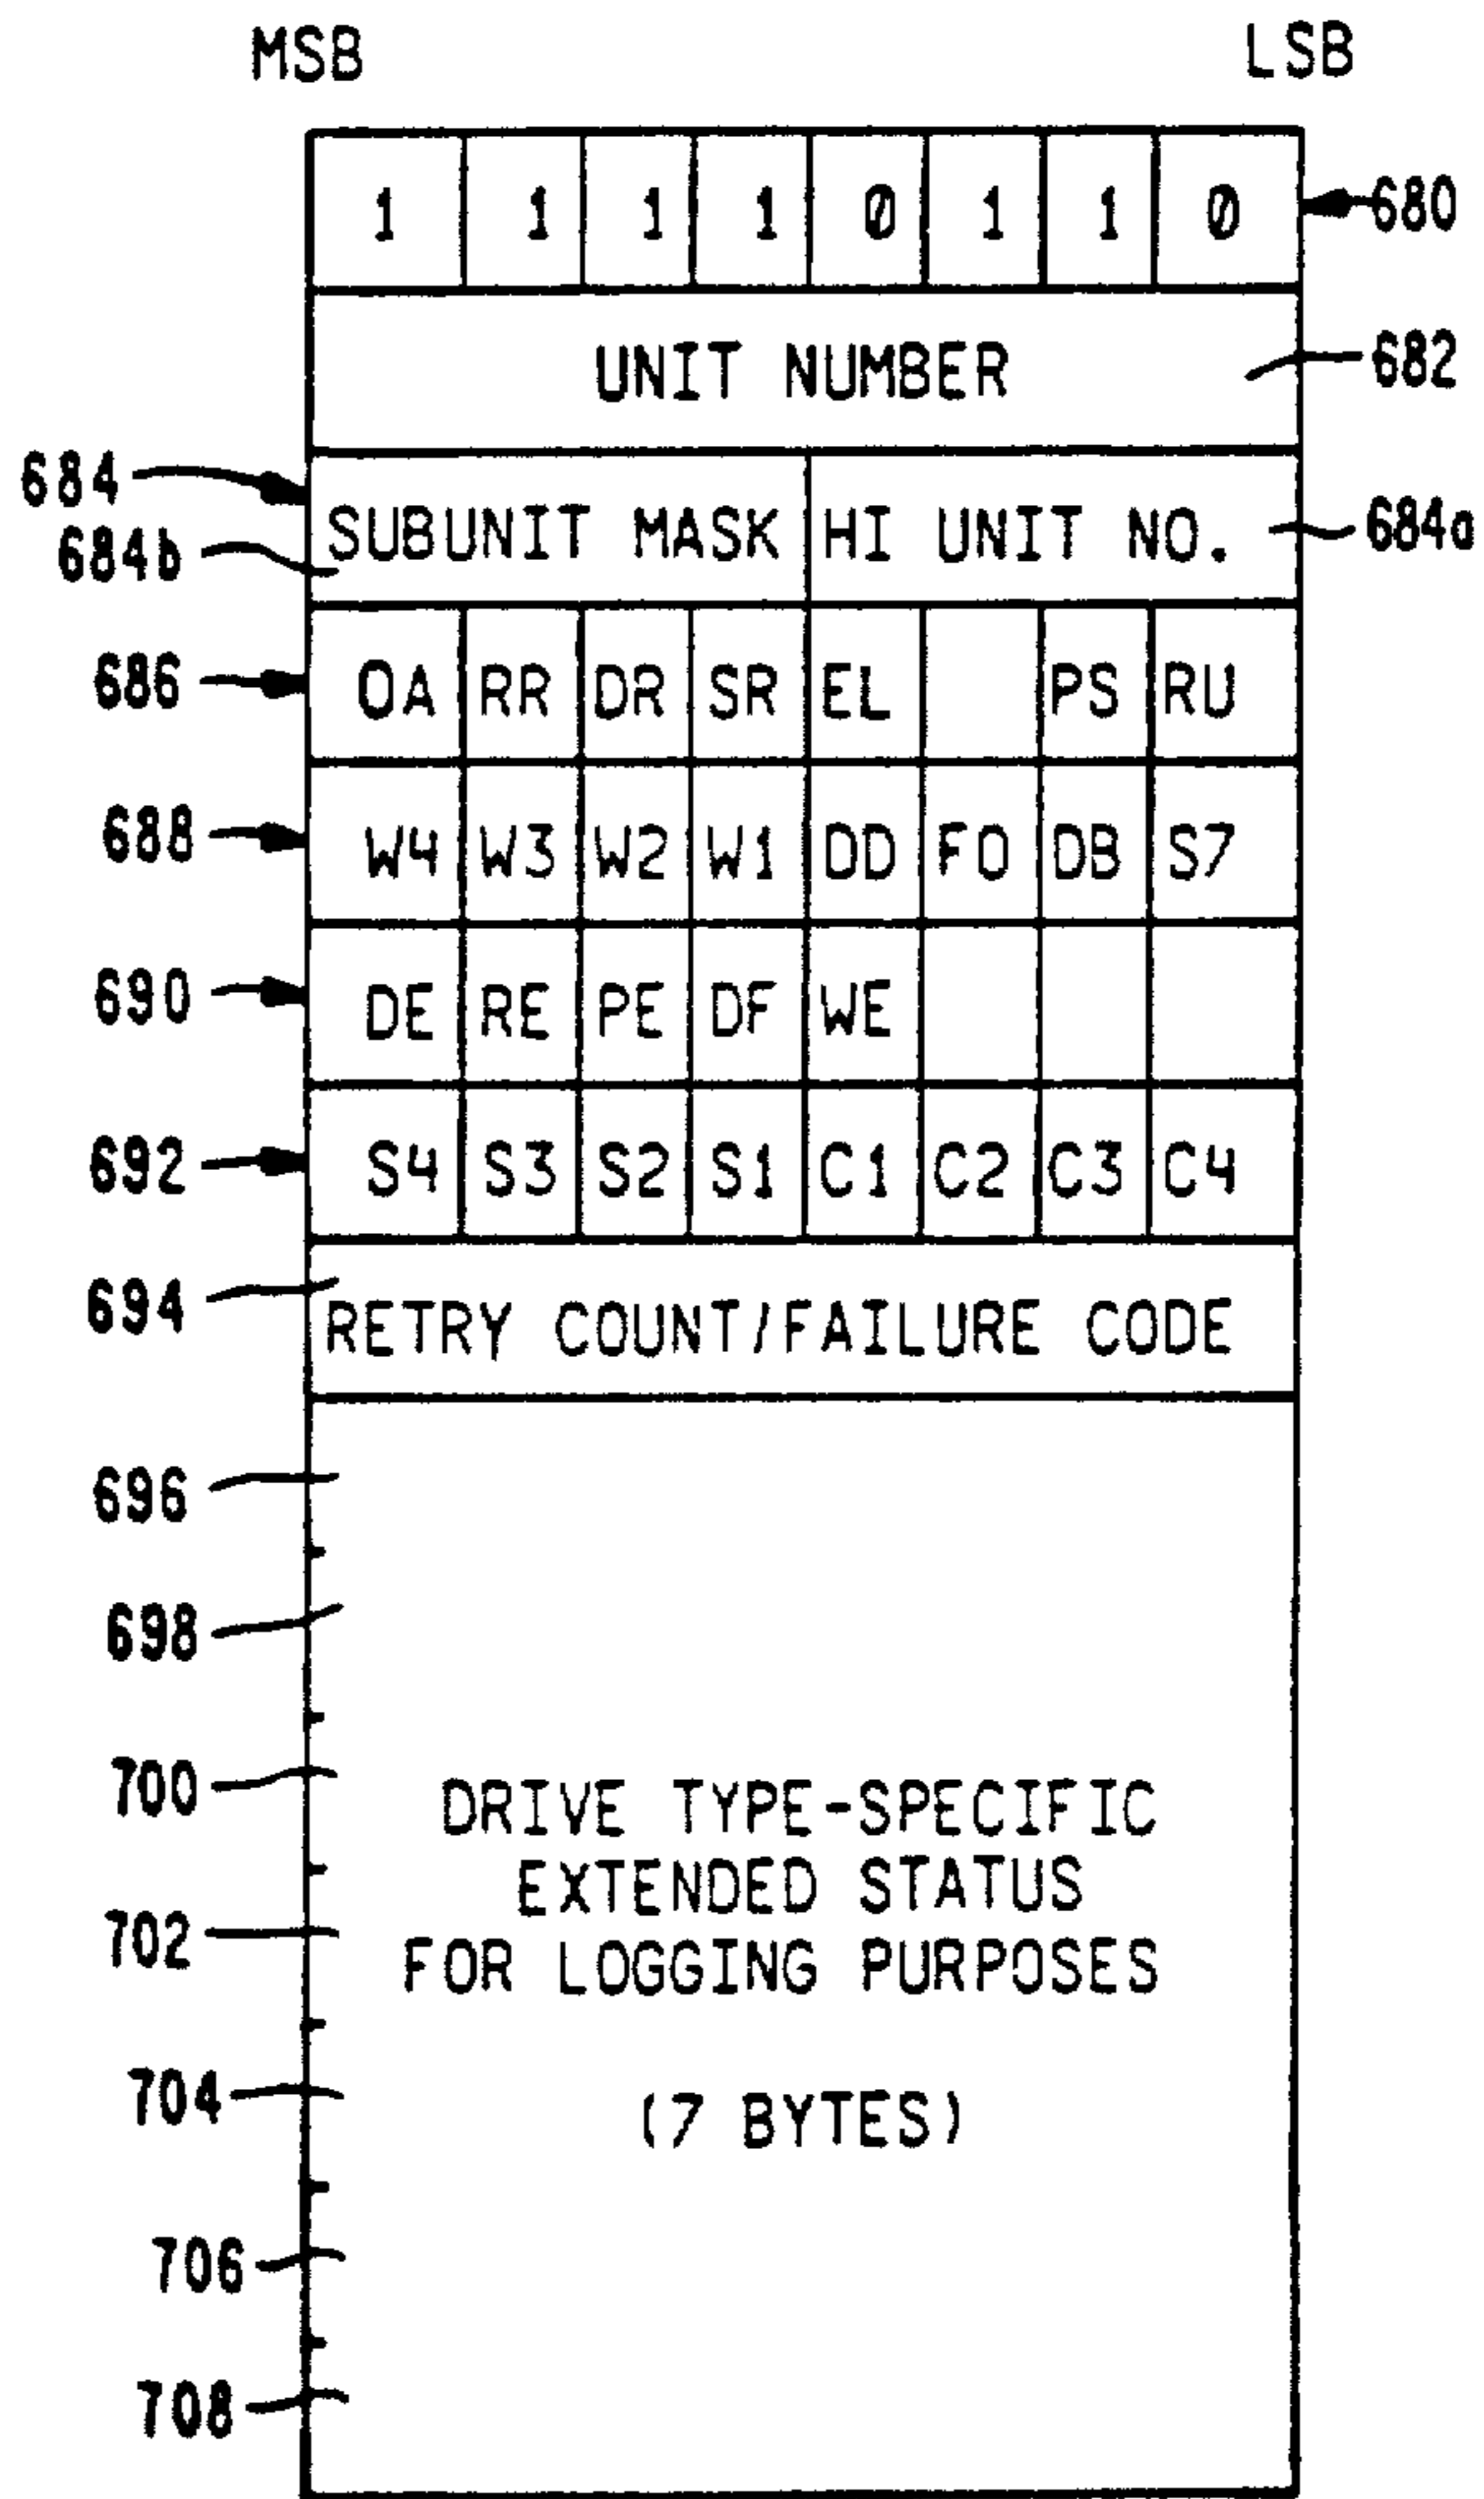 MSB LSB
1 1 1 1 0 1 1 0 680
UNIT NUMBER 682
684 SUBUNIT MASK HI UNIT NO. 684a
684b
686 OA RR DR SR EL PS RU
688 W4 W3 W2 W1 DD FO DB S7
690 DE RE PE DF WE
692 S4 S3 S2 S1 C1 C2 C3 C4
694 RETRY COUNT/FAILURE CODE
696
698
700 DRIVE TYPE-SPECIFIC
EXTENDED STATUS
702 FOR LOGGING PURPOSES
704 (7 BYTES)
706
708